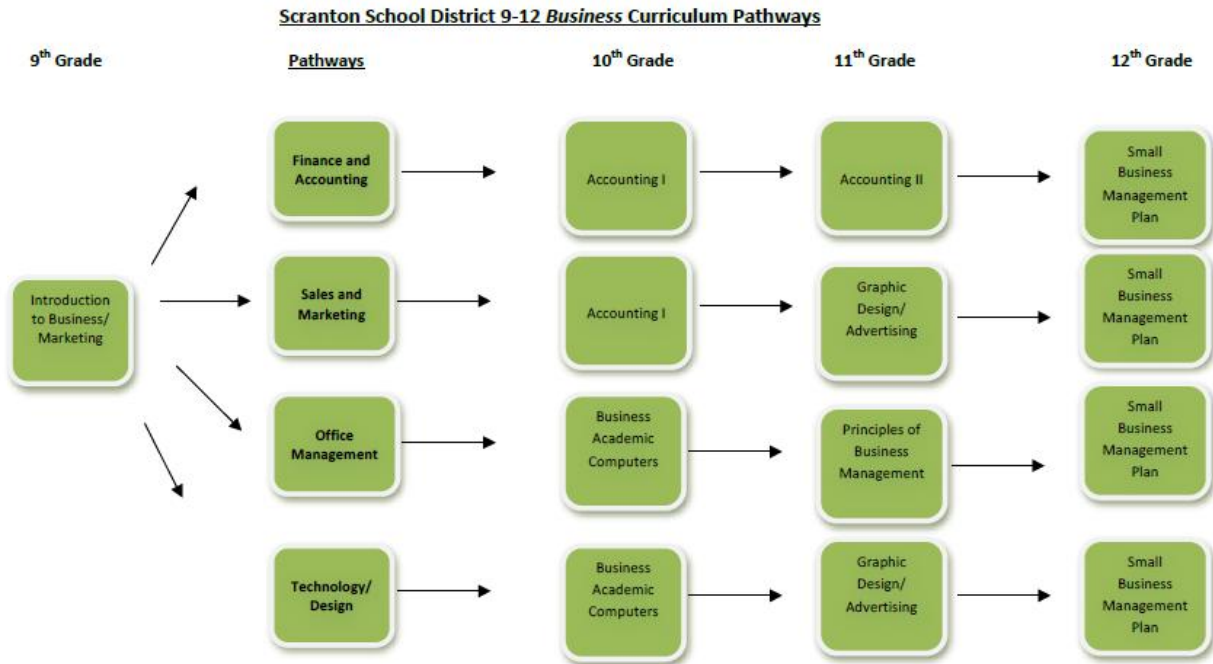 Scranton School District 9-12 Business Curriculum Pathways
9th Grade
Pathways
10th Grade
11th Grade
12th Grade
Introduction
to Business/
Marketing
Finance and
Accounting
Accounting I
Accounting II
Small
Business
Management
Plan
Sales and
Marketing
Accounting I
Graphic
Design/
Advertising
Small
Business
Management
Plan
Office
Management
Business
Academic
Computers
Principles of
Business
Management
Small
Business
Management
Plan
Technology/
Design
Business
Academic
Computers
Graphic
Design/
Advertising
Small
Business
Management
Plan